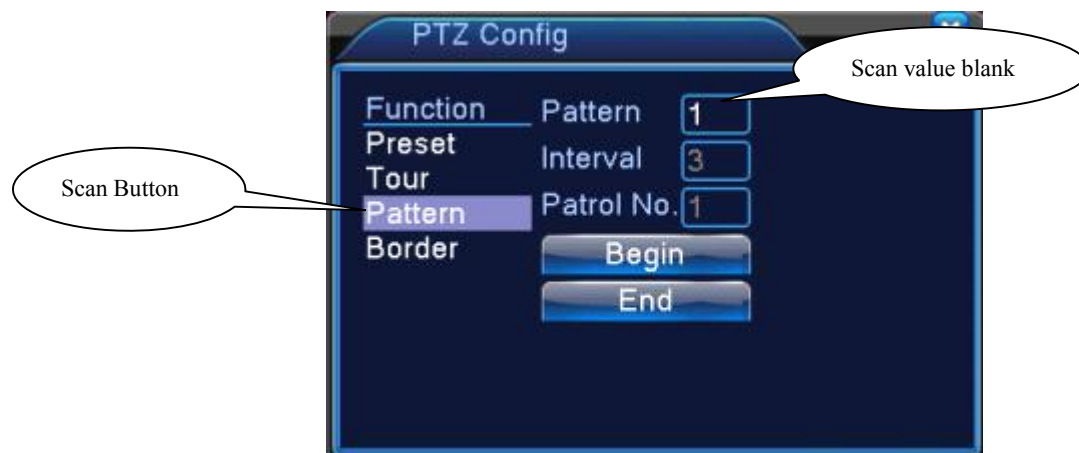 PTZ Config
Scan value blank
Function
Pattern 1
Preset
Interval 3
Tour
Scan Button
Pattern
Patrol No. 1
Border
Begin
End